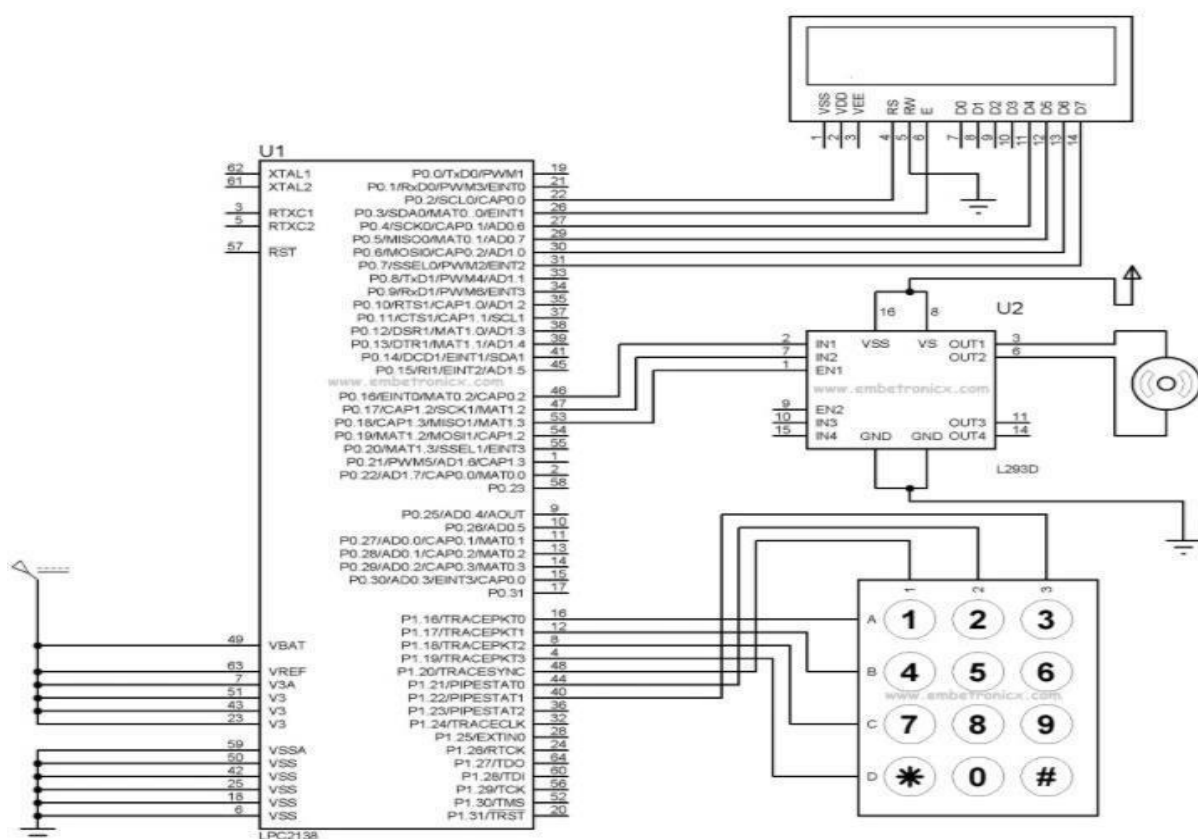 VSS VDD VEE RS RW E D0 D1 D2 D3 D4 D5 D6 D7
1 2 3 4 5 6 7 8 9 10 11 12 13 14
U1
62 XTAL1
61 XTAL2
3 RTXC1
5 RTXC2
57 RST
49 VBAT
63 VREF
7 V3A
51 V3
43 V3
23 V3
59 VSSA
50 VSS
42 VSS
25 VSS
18 VSS
6 VSS
P0.0/TxD0/PWM1 19
P0.1/RxD0/PWM3/EINT0 21
P0.2/SCL0/CAP0.0 22
P0.3/SDA0/MAT0..0/EINT1 26
P0.4/SCK0/CAP0.1/AD0.6 27
P0.5/MISO0/MAT0.1/AD0.7 29
P0.6/MOSI0/CAP0.2/AD1.0 30
P0.7/SSEL0/PWM2/EINT2 31
P0.8/TxD1/PWM4/AD1.1 33
P0.9/RxD1/PWM6/EINT3 34
P0.10/RTS1/CAP1.0/AD1.2 35
P0.11/CTS1/CAP1.1/SCL1 37
P0.12/DSR1/MAT1.0/AD1.3 38
P0.13/DTR1/MAT1.1/AD1.4 39
P0.14/DCD1/EINT1/SDA1 41
P0.15/RI1/EINT2/AD1.5 45
www.embetronicx.com
P0.16/EINT0/MAT0.2/CAP0.2 46
P0.17/CAP1.2/SCK1/MAT1.2 47
P0.18/CAP1.3/MISO1/MAT1.3 53
P0.19/MAT1.2/MOSI1/CAP1.2 54
P0.20/MAT1.3/SSEL1/EINT3 55
P0.21/PWM5/AD1.6/CAP1.3 1
P0.22/AD1.7/CAP0.0/MAT0.0 2
P0.23 58
P0.25/AD0.4/AOUT 9
P0.26/AD0.5 10
P0.27/AD0.0/CAP0.1/MAT0.1 11
P0.28/AD0.1/CAP0.2/MAT0.2 13
P0.29/AD0.2/CAP0.3/MAT0.3 14
P0.30/AD0.3/EINT3/CAP0.0 15
P0.31 17
P1.16/TRACEPKT0 16
P1.17/TRACEPKT1 12
P1.18/TRACEPKT2 8
P1.19/TRACEPKT3 4
P1.20/TRACESYNC 48
P1.21/PIPESTAT0 44
P1.22/PIPESTAT1 40
P1.23/PIPESTAT2 36
P1.24/TRACECLK 32
P1.25/EXTIN0 28
P1.26/RTCK 24
P1.27/TDO 64
P1.28/TDI 60
P1.29/TCK 56
P1.30/TMS 52
P1.31/TRST 20
LPC2138
U2
16 8
2 IN1 VSS VS OUT1 3
7 IN2 OUT2 6
1 EN1
www.embetronicx.com
9 EN2
10 IN3 OUT3 11
15 IN4 GND GND OUT4 14
L293D
1 2 3
A 1 2 3
B 4 5 6
www.embetronicx.com
C 7 8 9
D * 0 #